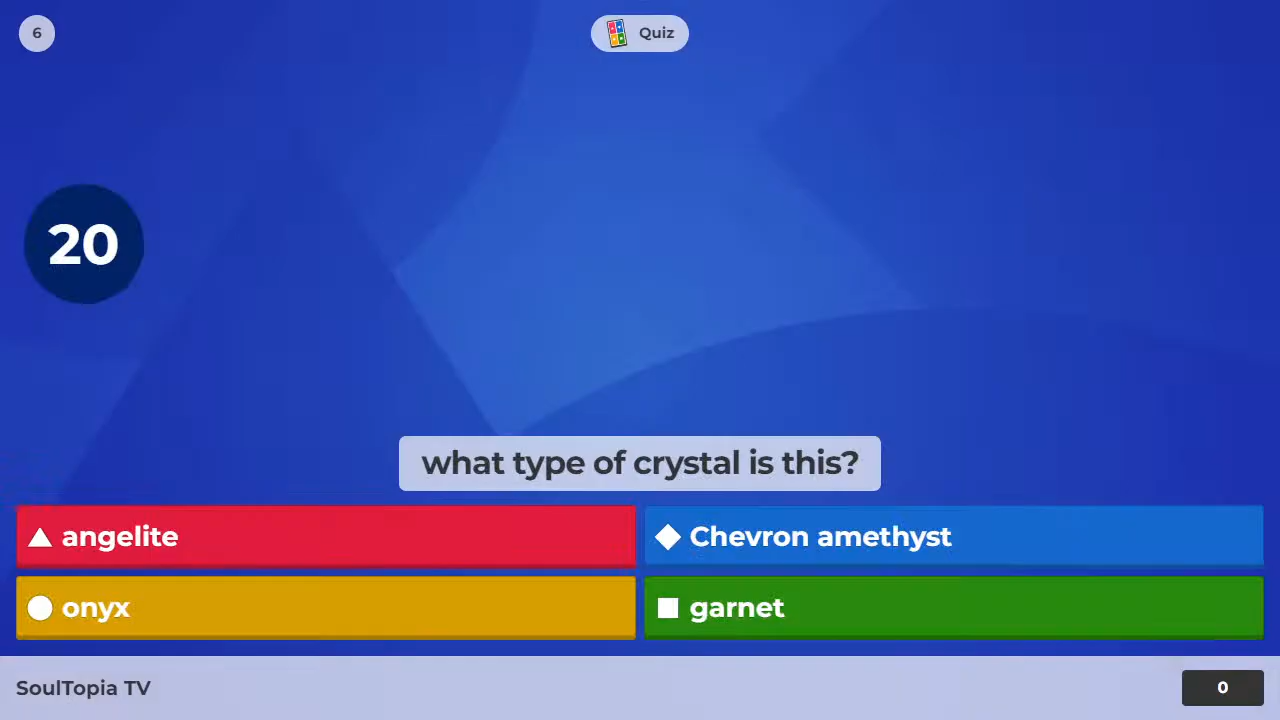 6
Quiz
20
what type of crystal is this?
angelite
Chevron amethyst
onyx
garnet
SoulTopia TV
0